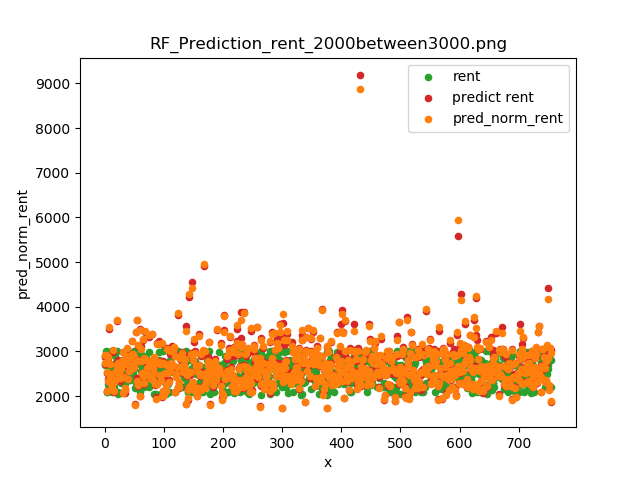 RF_Prediction_rent_2000between3000.png
rent
predict rent
pred_norm_rent
9000
8000
7000
6000
5000
4000
3000
2000
pred_norm_rent
0 100 200 300 400 500 600 700
x